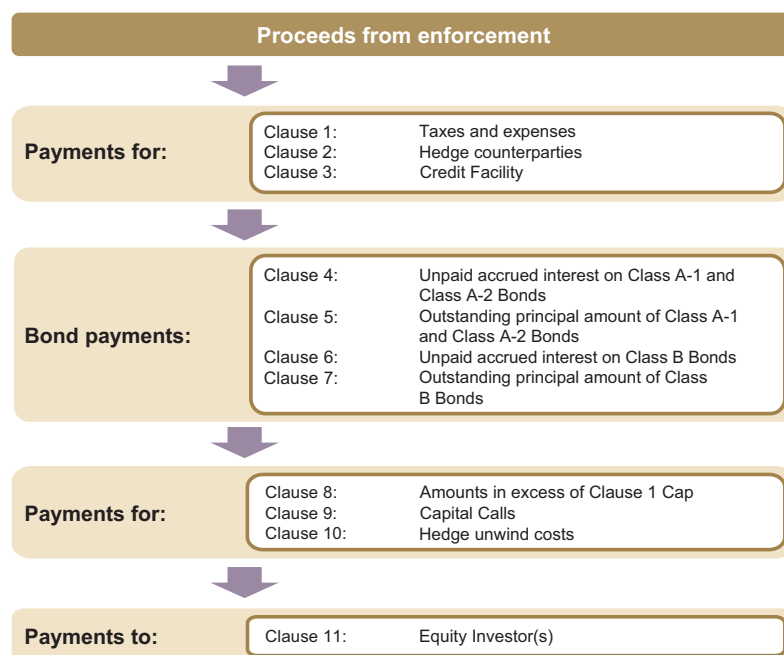 Proceeds from enforcement
Payments for:
Clause 1: Taxes and expenses
Clause 2: Hedge counterparties
Clause 3: Credit Facility
Bond payments:
Clause 4: Unpaid accrued interest on Class A-1 and
Class A-2 Bonds
Clause 5: Outstanding principal amount of Class A-1
and Class A-2 Bonds
Clause 6: Unpaid accrued interest on Class B Bonds
Clause 7: Outstanding principal amount of Class
B Bonds
Payments for:
Clause 8: Amounts in excess of Clause 1 Cap
Clause 9: Capital Calls
Clause 10: Hedge unwind costs
Payments to:
Clause 11: Equity Investor(s)